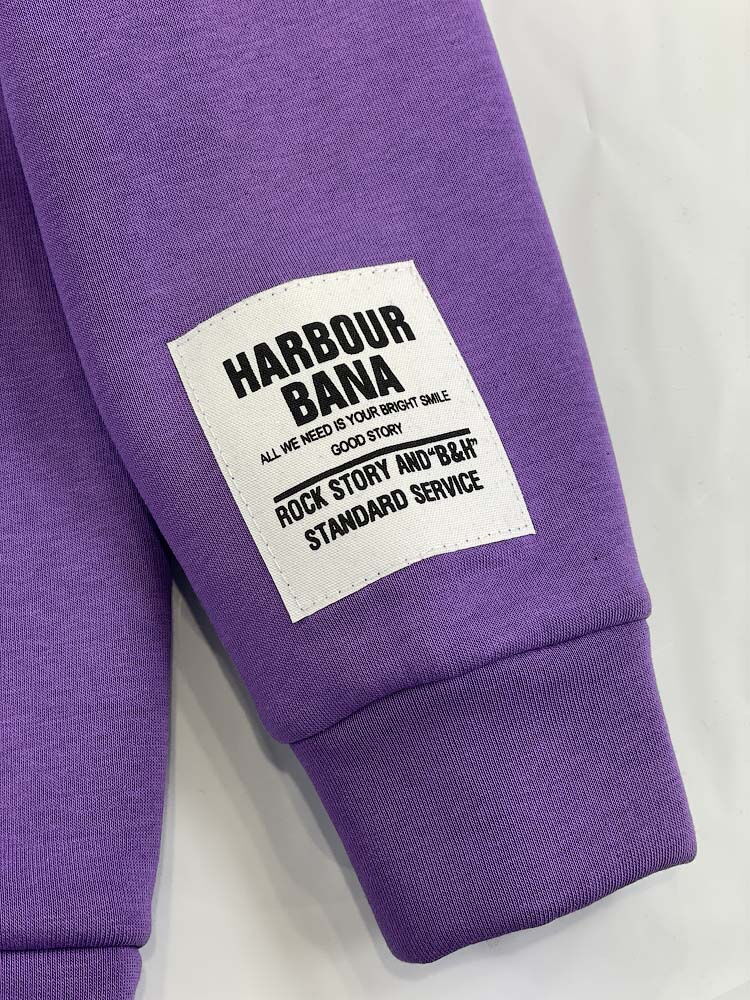 HARBOUR
BANA
ALL WE NEED IS YOUR BRIGHT SMILE
GOOD STORY
ROCK STORY AND"B&H"
STANDARD SERVICE